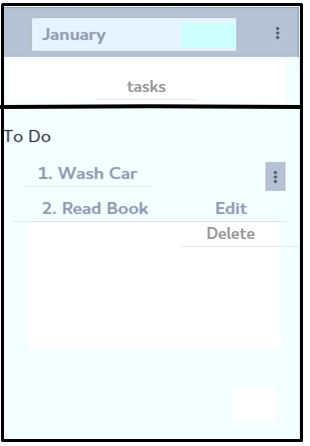 January
tasks
To Do
1. Wash Car
2. Read Book Edit
Delete